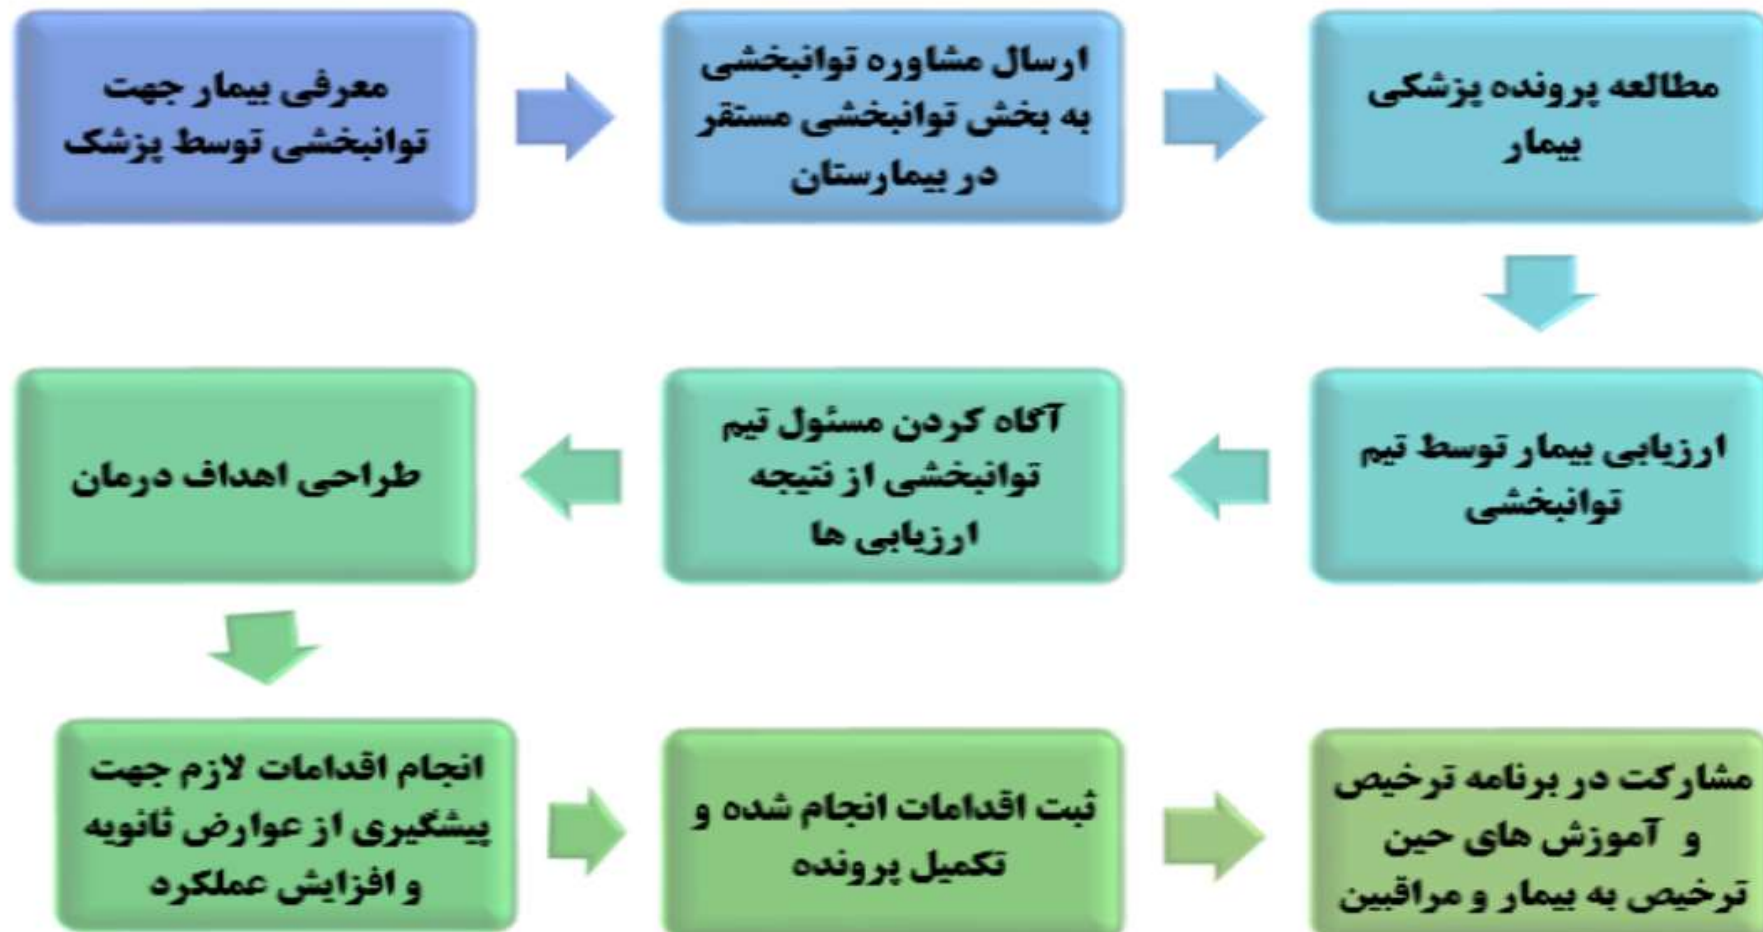 معرفی بیمار جهت
توانبخشی توسط پزشک
ارسال مشاوره توانبخشی
به بخش توانبخشی مستقر
در بیمارستان
مطالعه پرونده پزشکی
بیمار
ارزیابی بیمار توسط تیم
توانبخشی
آگاه کردن مسئول تیم
توانبخشی از نتیجه
ارزیابی ها
طراحی اهداف درمان
انجام اقدامات لازم جهت
پیشگیری از عوارض ثانویه
و افزایش عملکرد
ثبت اقدامات انجام شده و
تکمیل پرونده
مشارکت در برنامه ترخیص
و آموزش های حین
ترخیص به بیمار و مراقبین